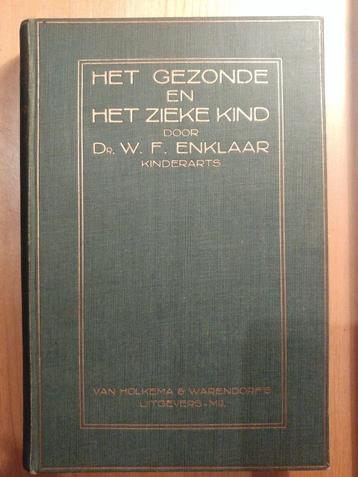 HET GEZONDE
EN
HET ZIEKE KIND
DOOR
DR. W. F. ENKLAAR
KINDERARTS
VAN HOLKEMA & WARENDORF'S
UITGEVERS-MIJ.